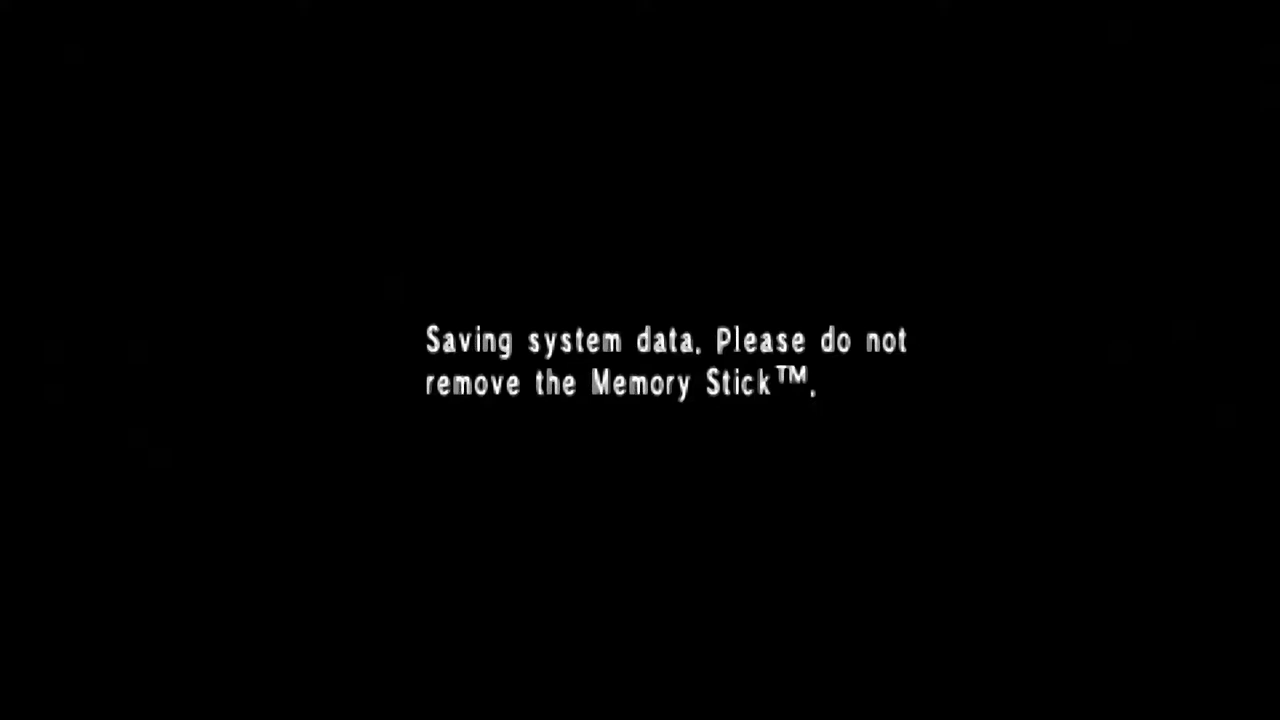 Saving system data. Please do not
remove the Memory Stick™.